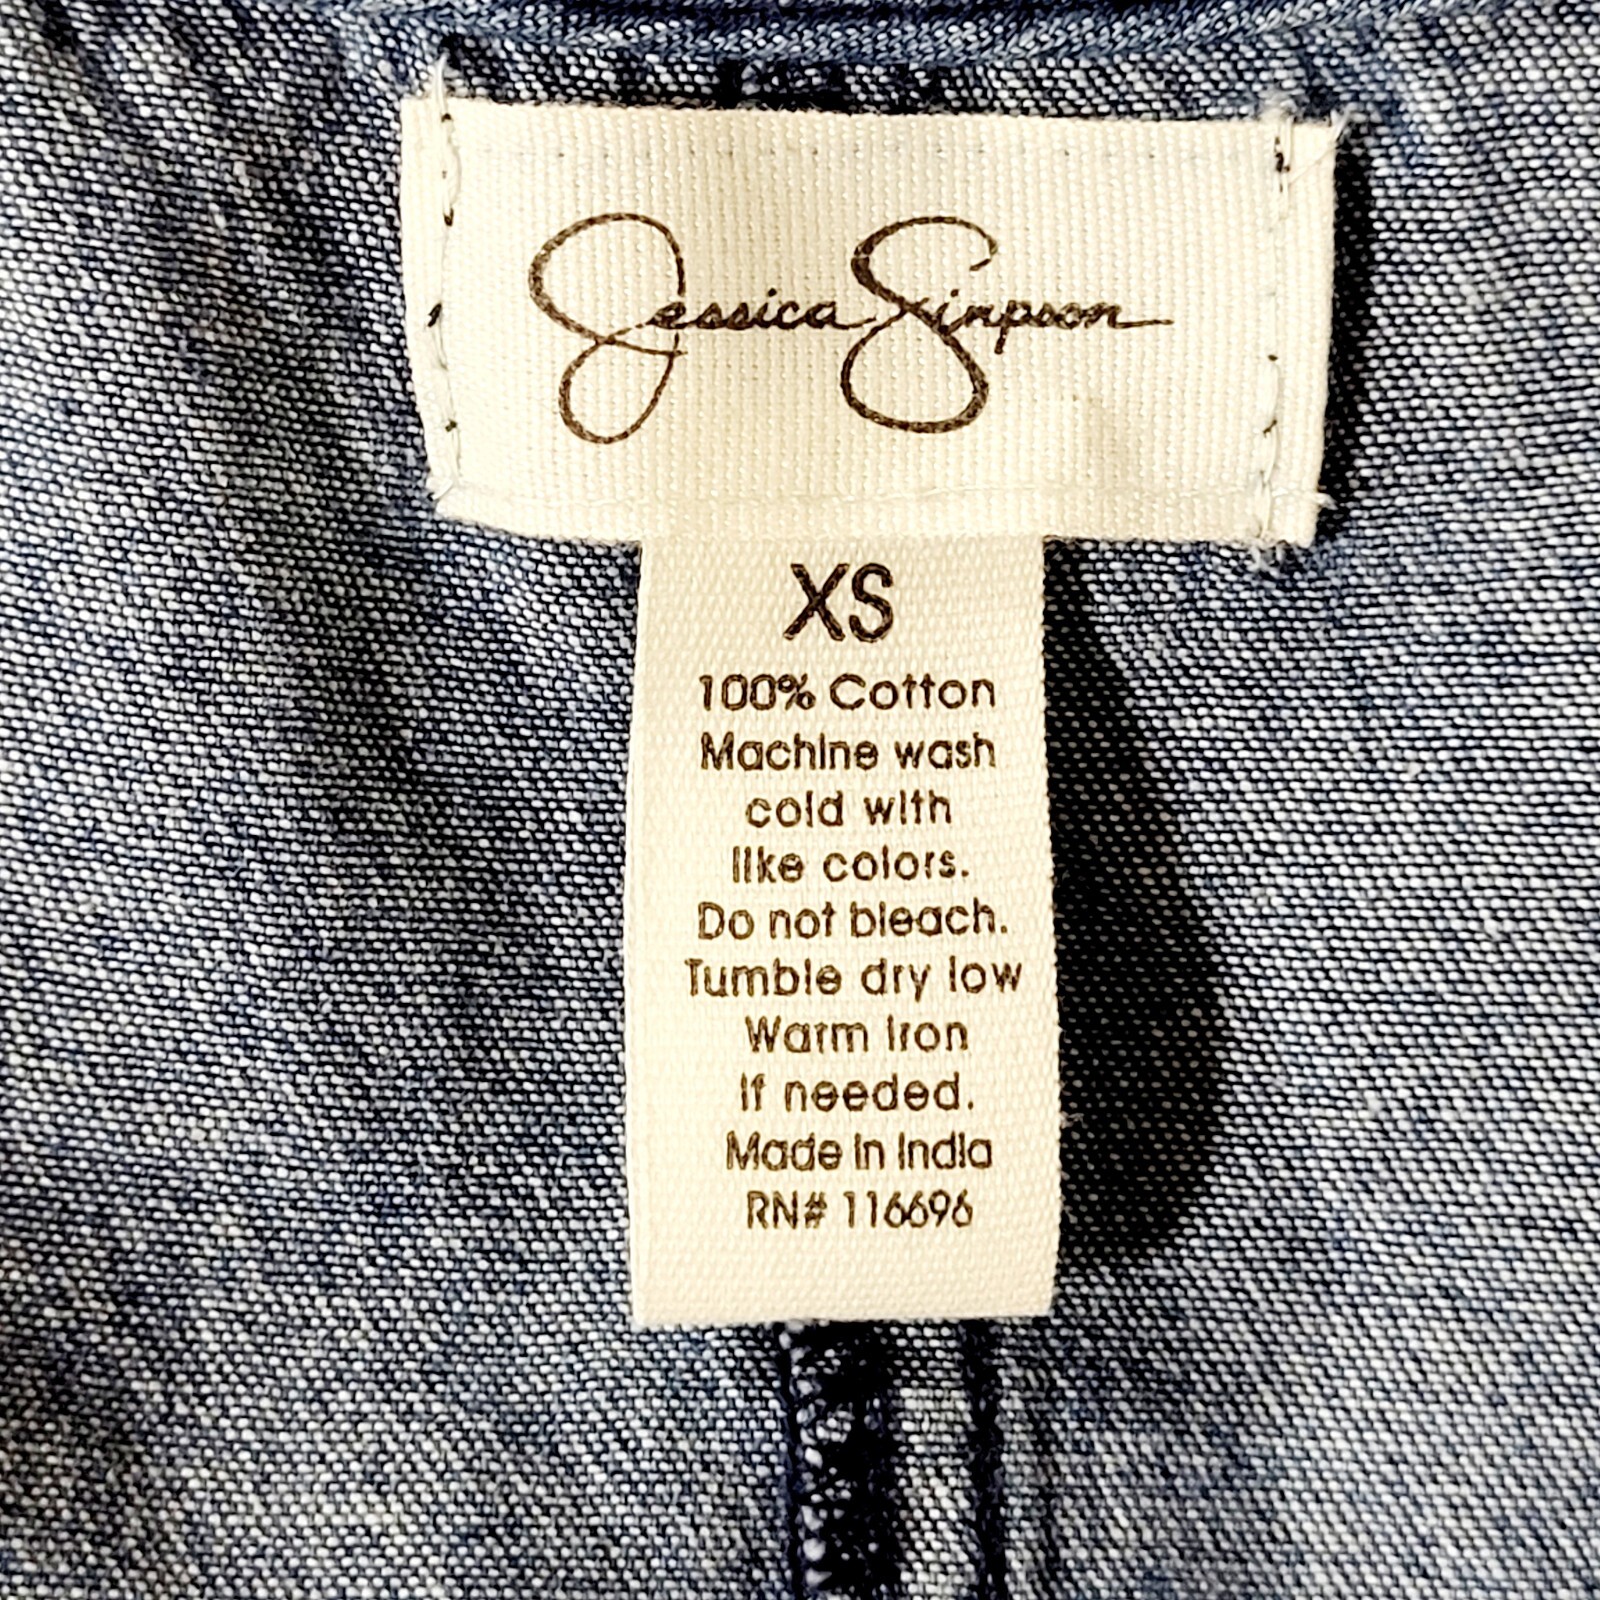 Jessica Simpson
XS
100% Cotton
Machine wash
cold with
like colors.
Do not bleach.
Tumble dry low
Warm Iron
If needed.
Made in India
RN# 116696